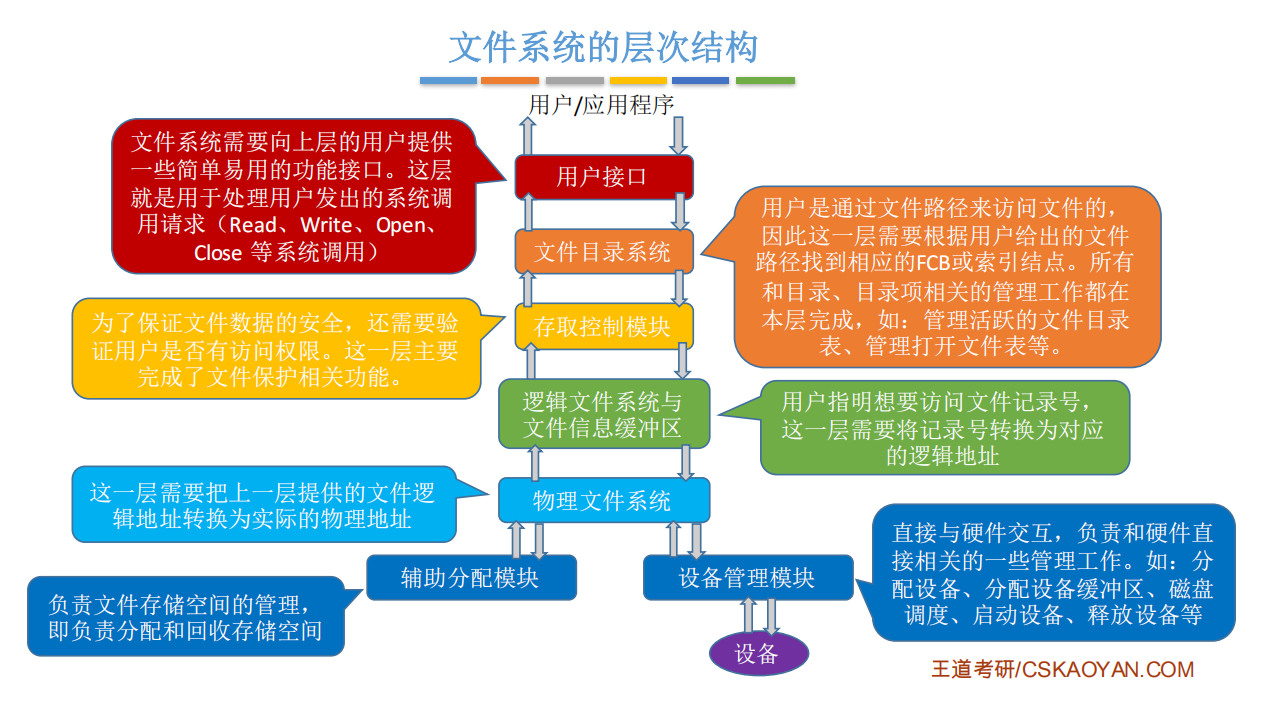 文件系统的层次结构
用户/应用程序
文件系统需要向上层的用户提供
一些简单易用的功能接口。这层
就是用于处理用户发出的系统调
用请求（Read、Write、Open、
Close 等系统调用）
用户接口
文件目录系统
用户是通过文件路径来访问文件的，
因此这一层需要根据用户给出的文件
路径找到相应的FCB或索引结点。所有
和目录、目录项相关的管理工作都在
本层完成，如：管理活跃的文件目录
表、管理打开文件表等。
为了保证文件数据的安全，还需要验
证用户是否有访问权限。这一层主要
完成了文件保护相关功能。
存取控制模块
逻辑文件系统与
文件信息缓冲区
用户指明想要访问文件记录号，
这一层需要将记录号转换为对应
的逻辑地址
这一层需要把上一层提供的文件逻
辑地址转换为实际的物理地址
物理文件系统
辅助分配模块
设备管理模块
直接与硬件交互，负责和硬件直
接相关的一些管理工作。如：分
配设备、分配设备缓冲区、磁盘
调度、启动设备、释放设备等
负责文件存储空间的管理，
即负责分配和回收存储空间
设备
王道考研/CSKAOYAN.COM